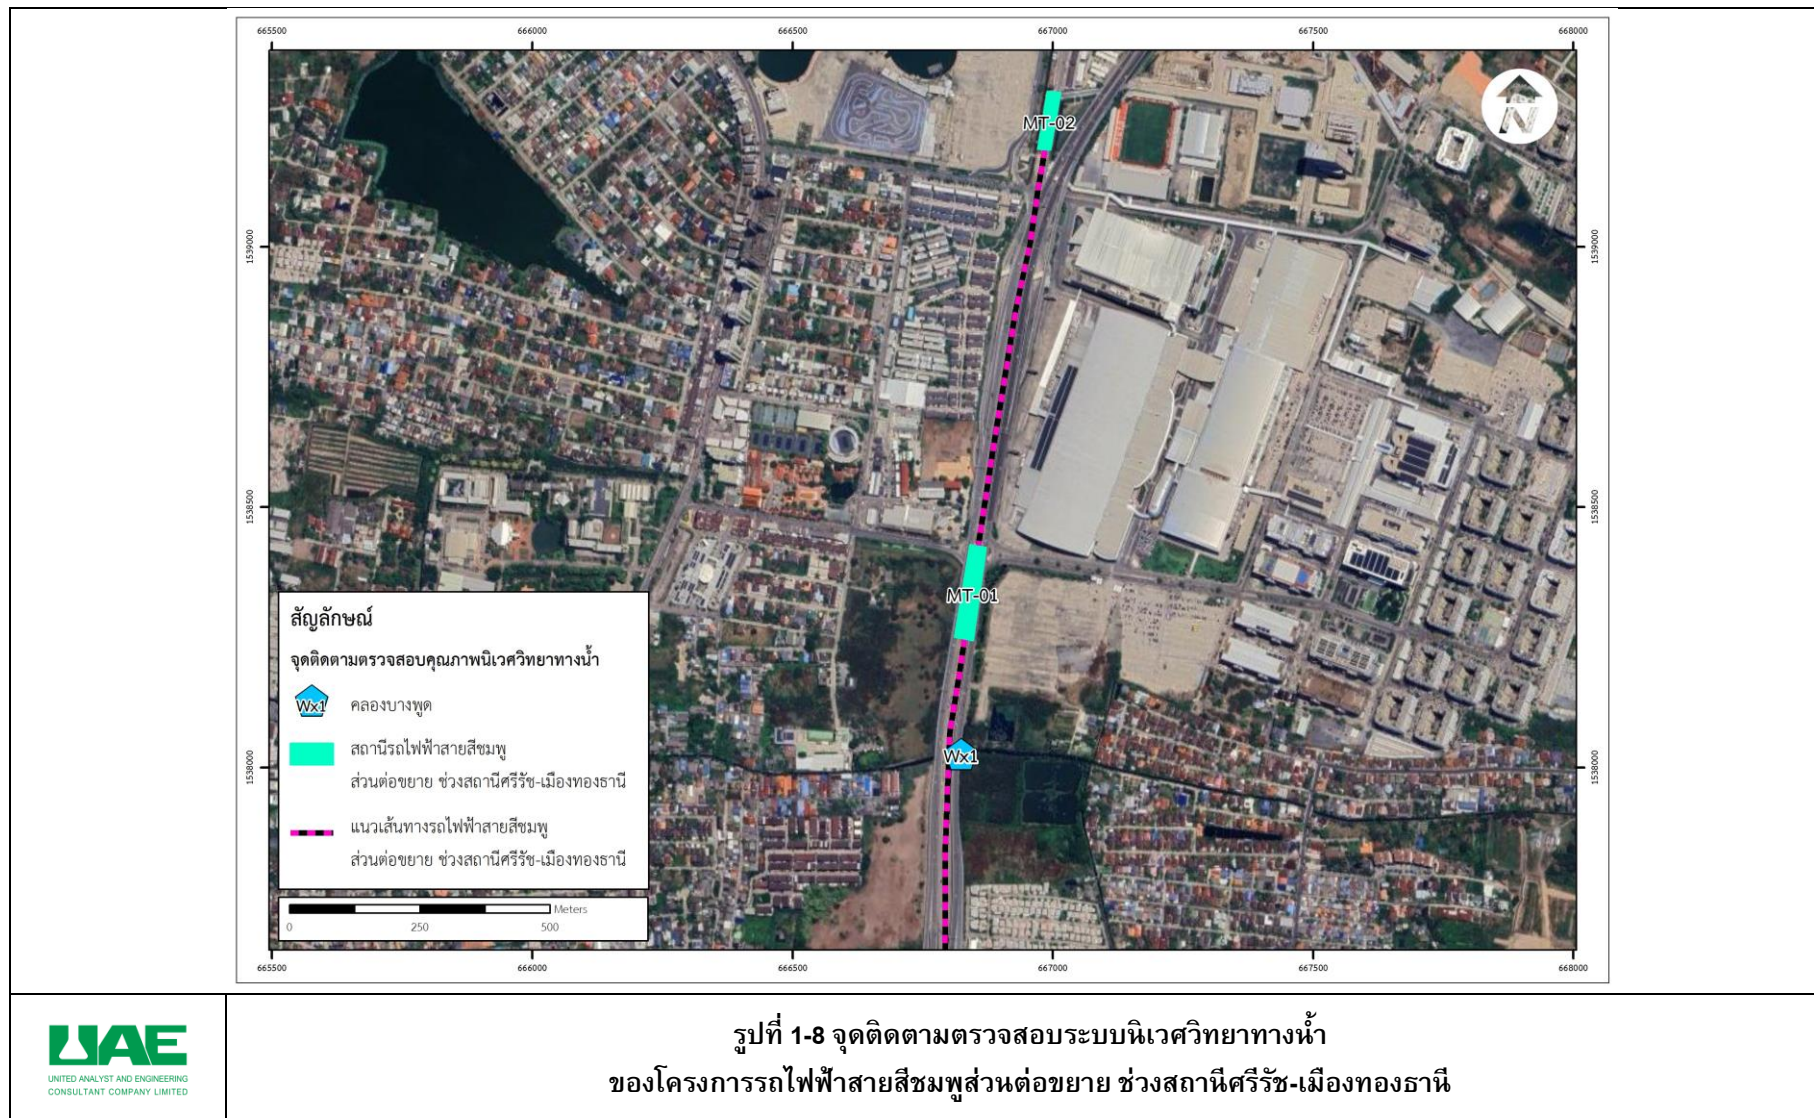 665500 666000 666500 667000 667500 668000
MT-02
1539000 1539000
1538500 1538500
MT-01
สัญลักษณ์
จุดติดตามตรวจสอบคุณภาพนิเวศวิทยาทางน้ำ
Wx1 คลองบางพูด
สถานีรถไฟฟ้าสายสีชมพู
ส่วนต่อขยาย ช่วงสถานีศรีรัช-เมืองทองธานี
แนวเส้นทางรถไฟฟ้าสายสีชมพู
ส่วนต่อขยาย ช่วงสถานีศรีรัช-เมืองทองธานี
Wx1
1538000 1538000
Meters
0 250 500
665500 666000 666500 667000 667500 668000
N
UAE
UNITED ANALYST AND ENGINEERING
CONSULTANT COMPANY LIMITED
รูปที่ 1-8 จุดติดตามตรวจสอบระบบนิเวศวิทยาทางน้ำ
ของโครงการรถไฟฟ้าสายสีชมพูส่วนต่อขยาย ช่วงสถานีศรีรัช-เมืองทองธานี